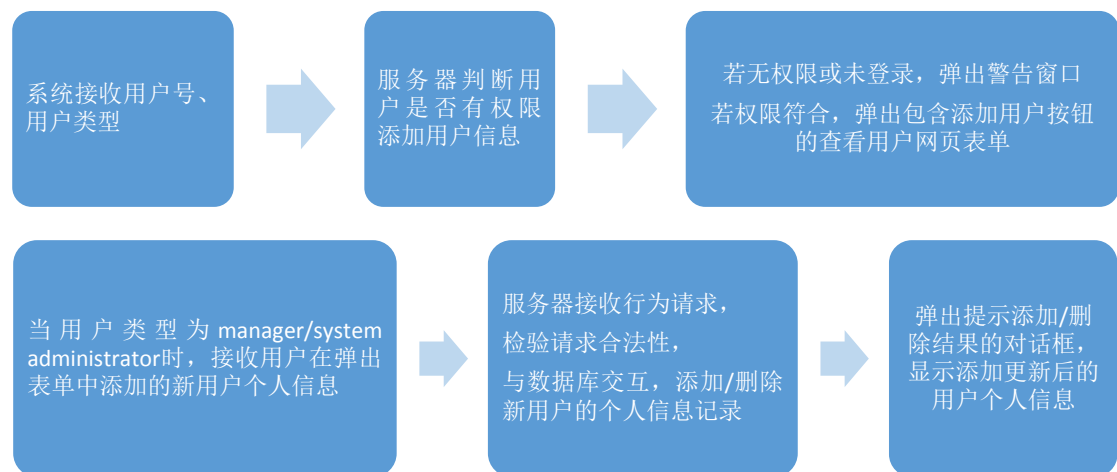 系统接收用户号、
用户类型
服务器判断用
户是否有权限
添加用户信息
若无权限或未登录，弹出警告窗口
若权限符合，弹出包含添加用户按钮
的查看用户网页表单
当用户类型为manager/system
administrator时，接收用户在弹出
表单中添加的新用户个人信息
服务器接收行为请求，
检验请求合法性，
与数据库交互，添加/删除
新用户的个人信息记录
弹出提示添加/删
除结果的对话框，
显示添加更新后的
用户个人信息